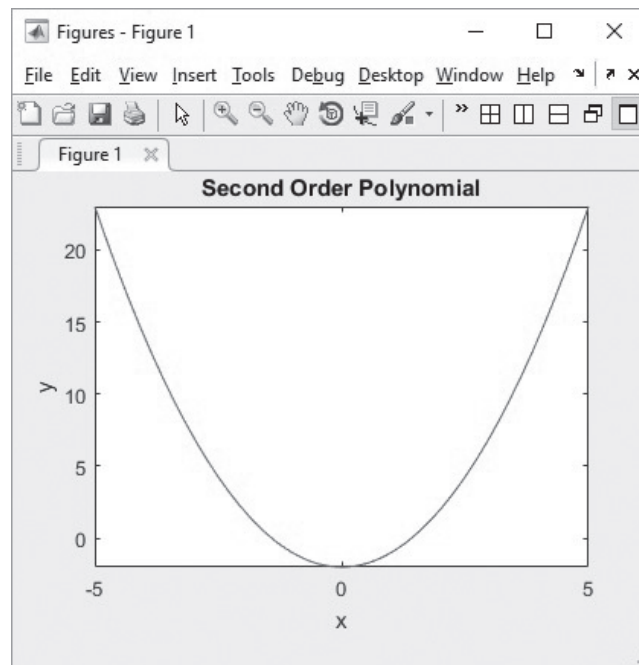 Figures - Figure 1
File Edit View Insert Tools Debug Desktop Window Help
Figure 1
Second Order Polynomial
20
15
10
5
0
y
-5 0 5
x